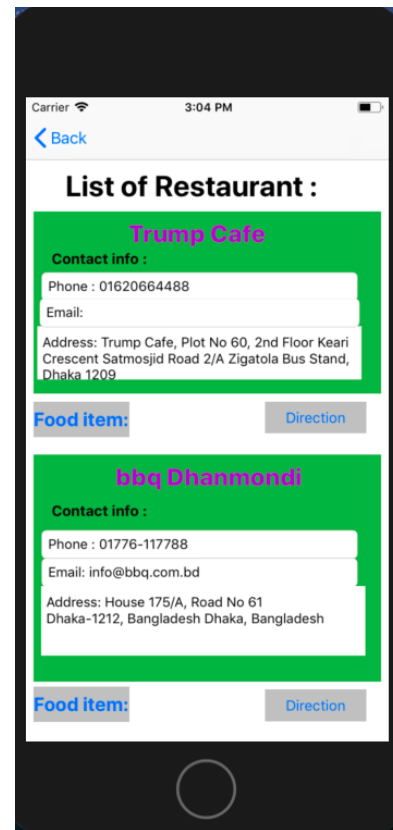 Carrier 3:04 PM
Back
List of Restaurant :
Trump Cafe
Contact info :
Phone : 01620664488
Email:
Address: Trump Cafe, Plot No 60, 2nd Floor Keari
Crescent Satmosjid Road 2/A Zigatola Bus Stand,
Dhaka 1209
Food item: Direction
bbq Dhanmondi
Contact info :
Phone : 01776-117788
Email: info@bbq.com.bd
Address: House 175/A, Road No 61
Dhaka-1212, Bangladesh Dhaka, Bangladesh
Food item: Direction